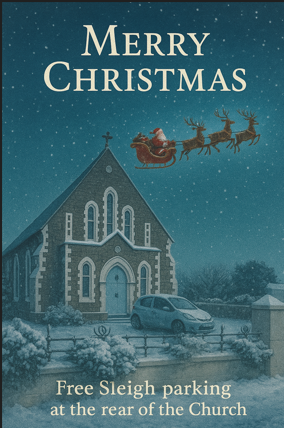 Merry
Christmas
Free Sleigh parking
at the rear of the Church